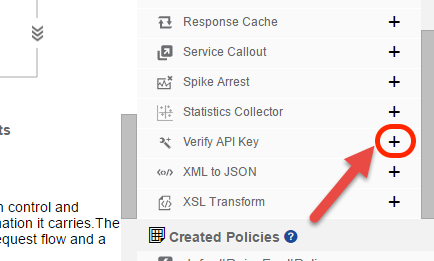 Response Cache
Service Callout
Spike Arrest
Statistics Collector
ts
Verify API Key
XML to JSON
XSL Transform
n control and
nation it carries.The
equest flow and a
Created Policies